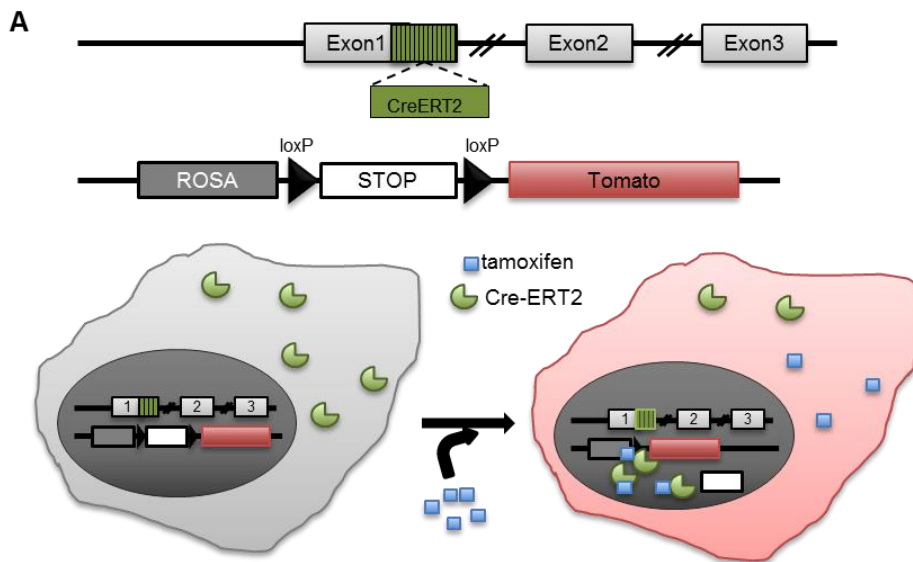 A
Exon1 Exon2 Exon3
CreERT2
loxP loxP
ROSA STOP Tomato
tamoxifen
Cre-ERT2
1 2 3
1 2 3